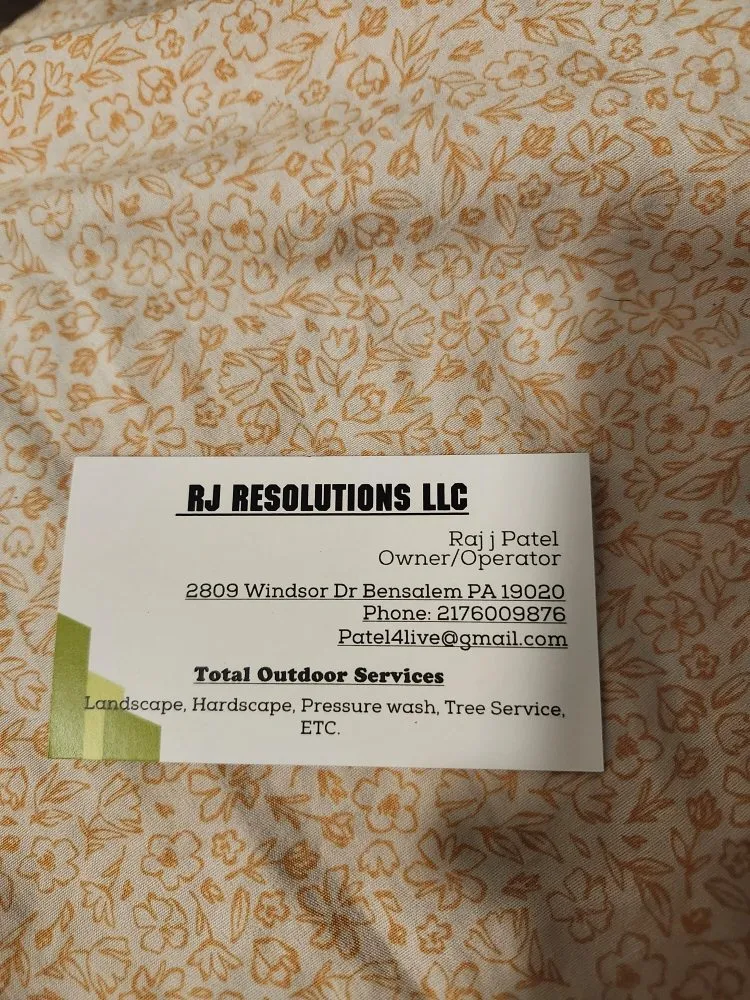 RJ RESOLUTIONS LLC
Raj j Patel
Owner/Operator
2809 Windsor Dr Bensalem PA 19020
Phone: 2176009876
Patel4live@gmail.com
Total Outdoor Services
Landscape, Hardscape, Pressure wash, Tree Service,
ETC.